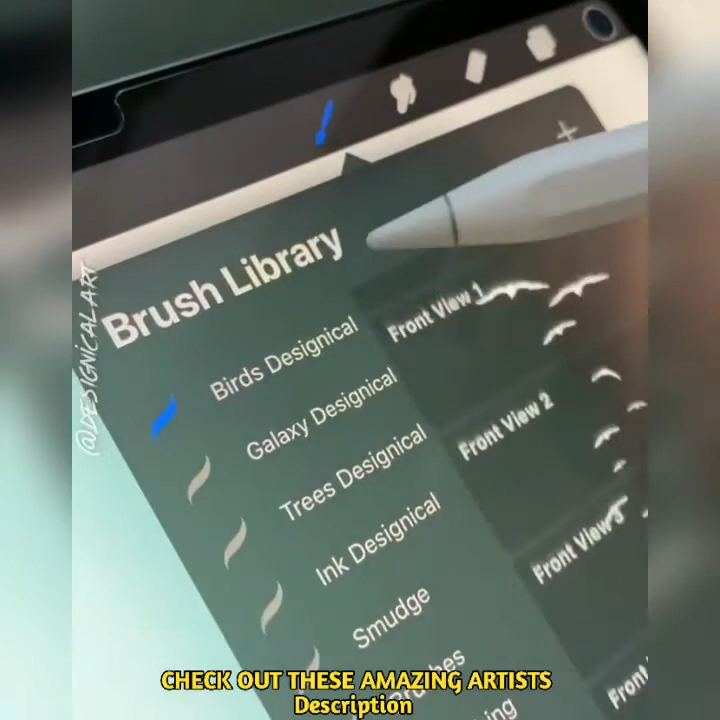 Brush Library
Birds Designical
Galaxy Designical
Trees Designical
Ink Designical
Smudge
Front View 1
Front View 2
Front View 3
Front
@DESIGNICALART
CHECK OUT THESE AMAZING ARTISTS
Description